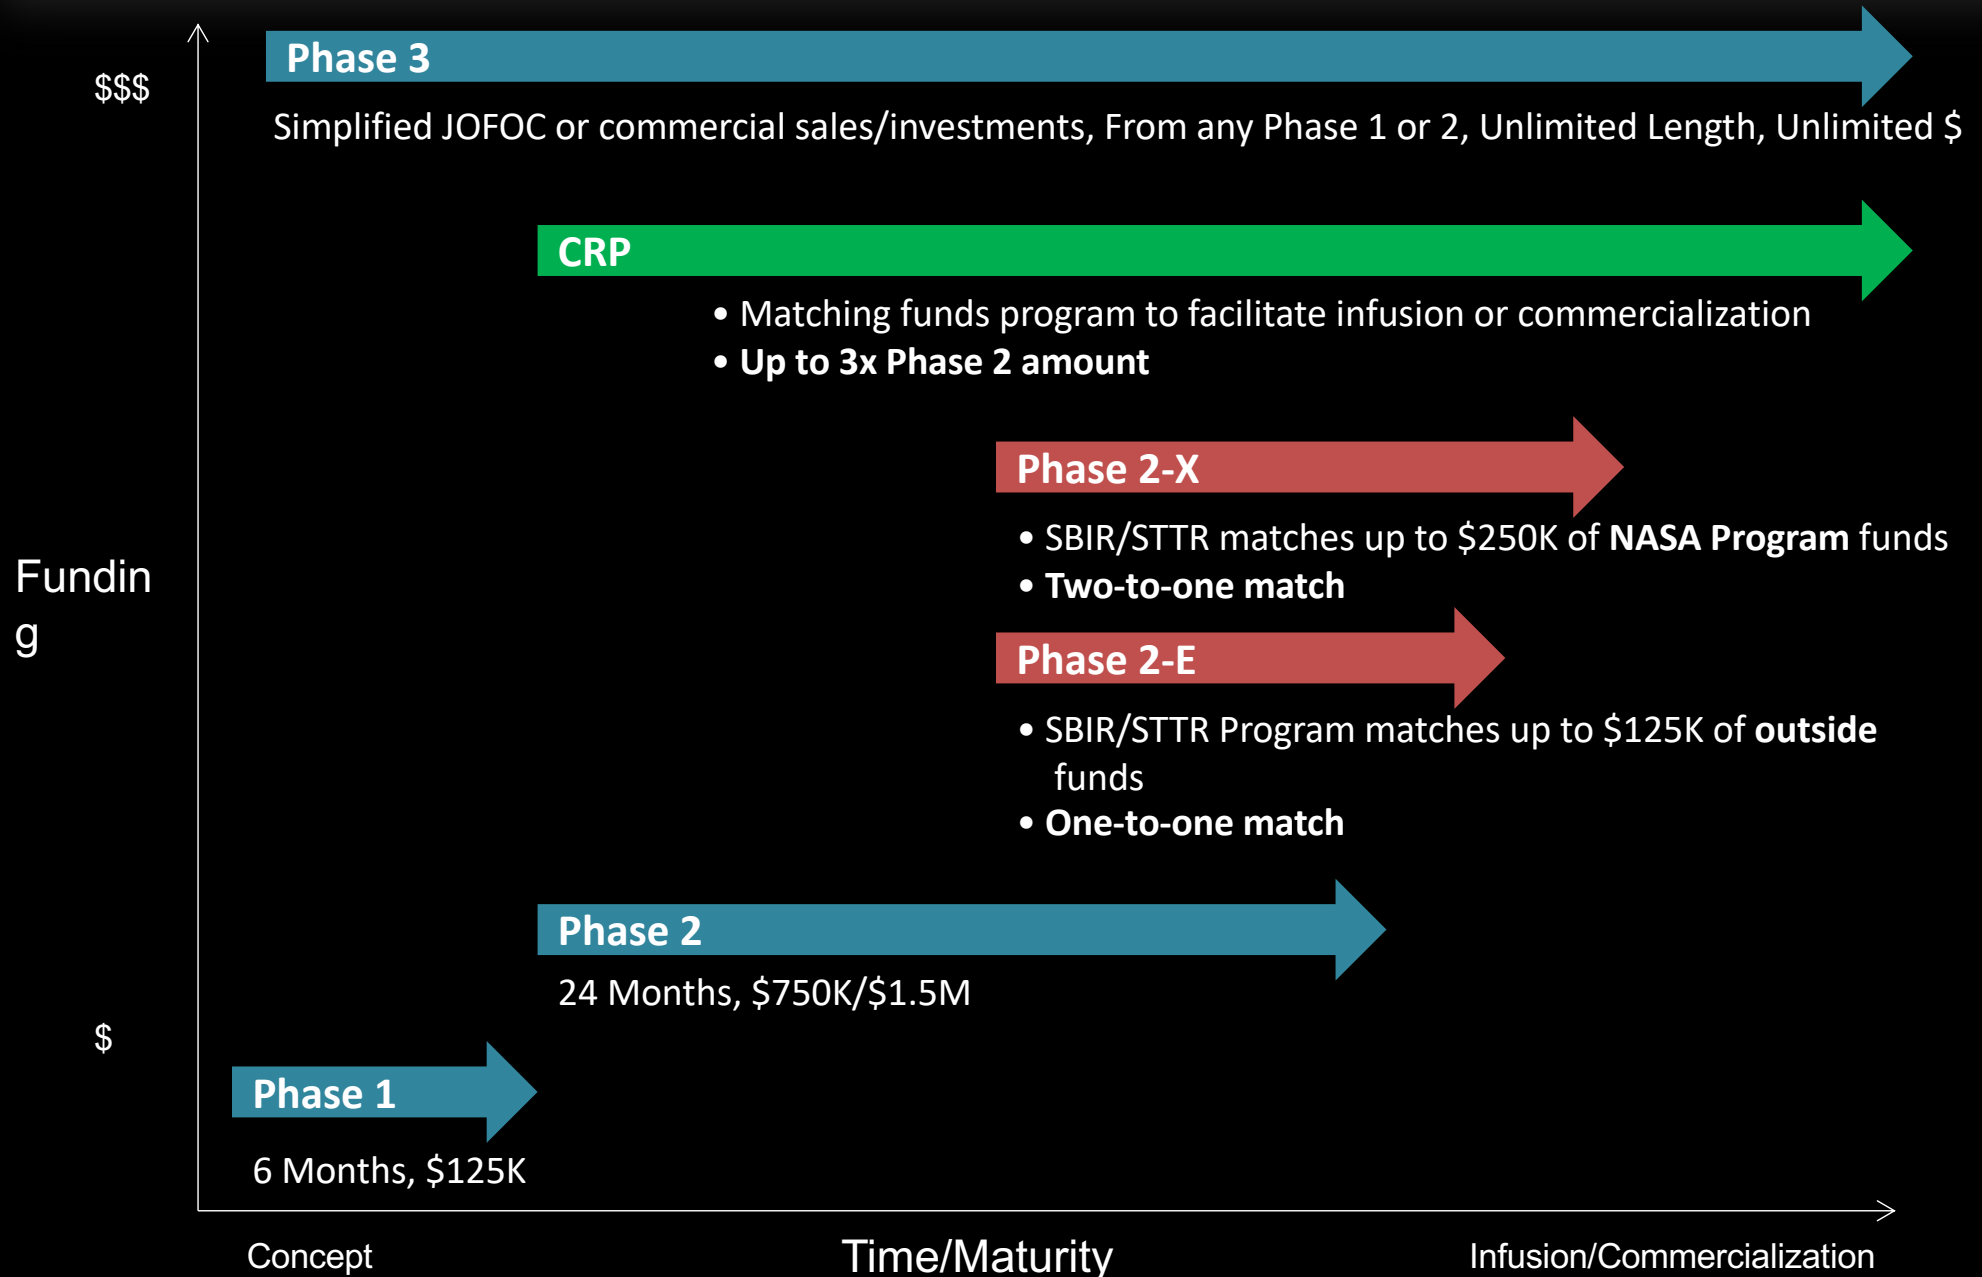 Phase 3
$$$
Simplified JOFOC or commercial sales/investments, From any Phase 1 or 2, Unlimited Length, Unlimited $
CRP
• Matching funds program to facilitate infusion or commercialization
• Up to 3x Phase 2 amount
Phase 2-X
• SBIR/STTR matches up to $250K of NASA Program funds
• Two-to-one match
Fundin
g
Phase 2-E
• SBIR/STTR Program matches up to $125K of outside
funds
• One-to-one match
Phase 2
24 Months, $750K/$1.5M
$
Phase 1
6 Months, $125K
Concept
Time/Maturity
Infusion/Commercialization